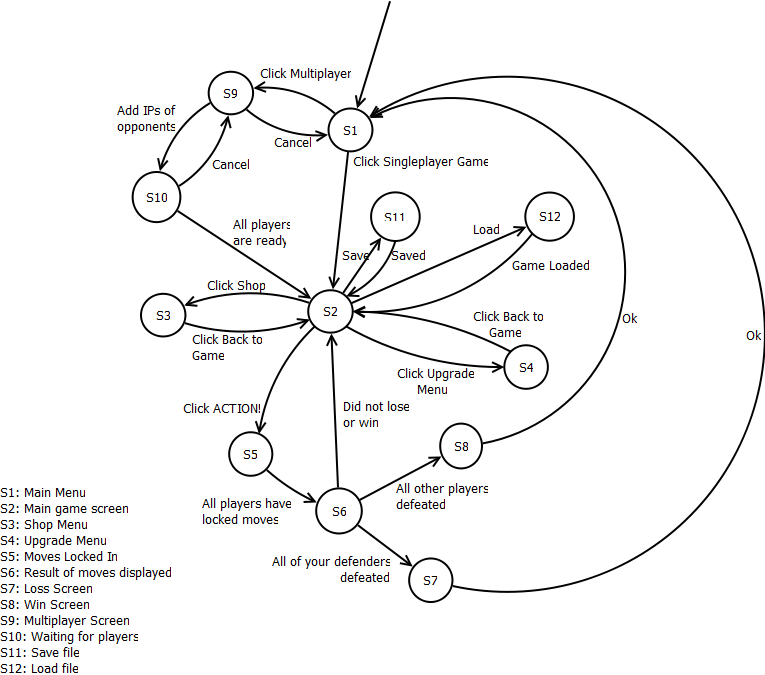 Click Multiplayer
S9
Add IPs of
opponents
S1
Cancel
Click Singleplayer Game
Cancel
S10
S11
S12
All players
are ready
Load
Save
Saved
Game Loaded
Click Shop
S3
S2
Click Back to
Game
Ok
Ok
Click Back to
Game
S4
Click Upgrade
Menu
Click ACTION!
Did not lose
or win
S5
S8
All players have
locked moves
All other players
defeated
S6
All of your defenders
defeated
S7
S1: Main Menu
S2: Main game screen
S3: Shop Menu
S4: Upgrade Menu
S5: Moves Locked In
S6: Result of moves displayed
S7: Loss Screen
S8: Win Screen
S9: Multiplayer Screen
S10: Waiting for players
S11: Save file
S12: Load file